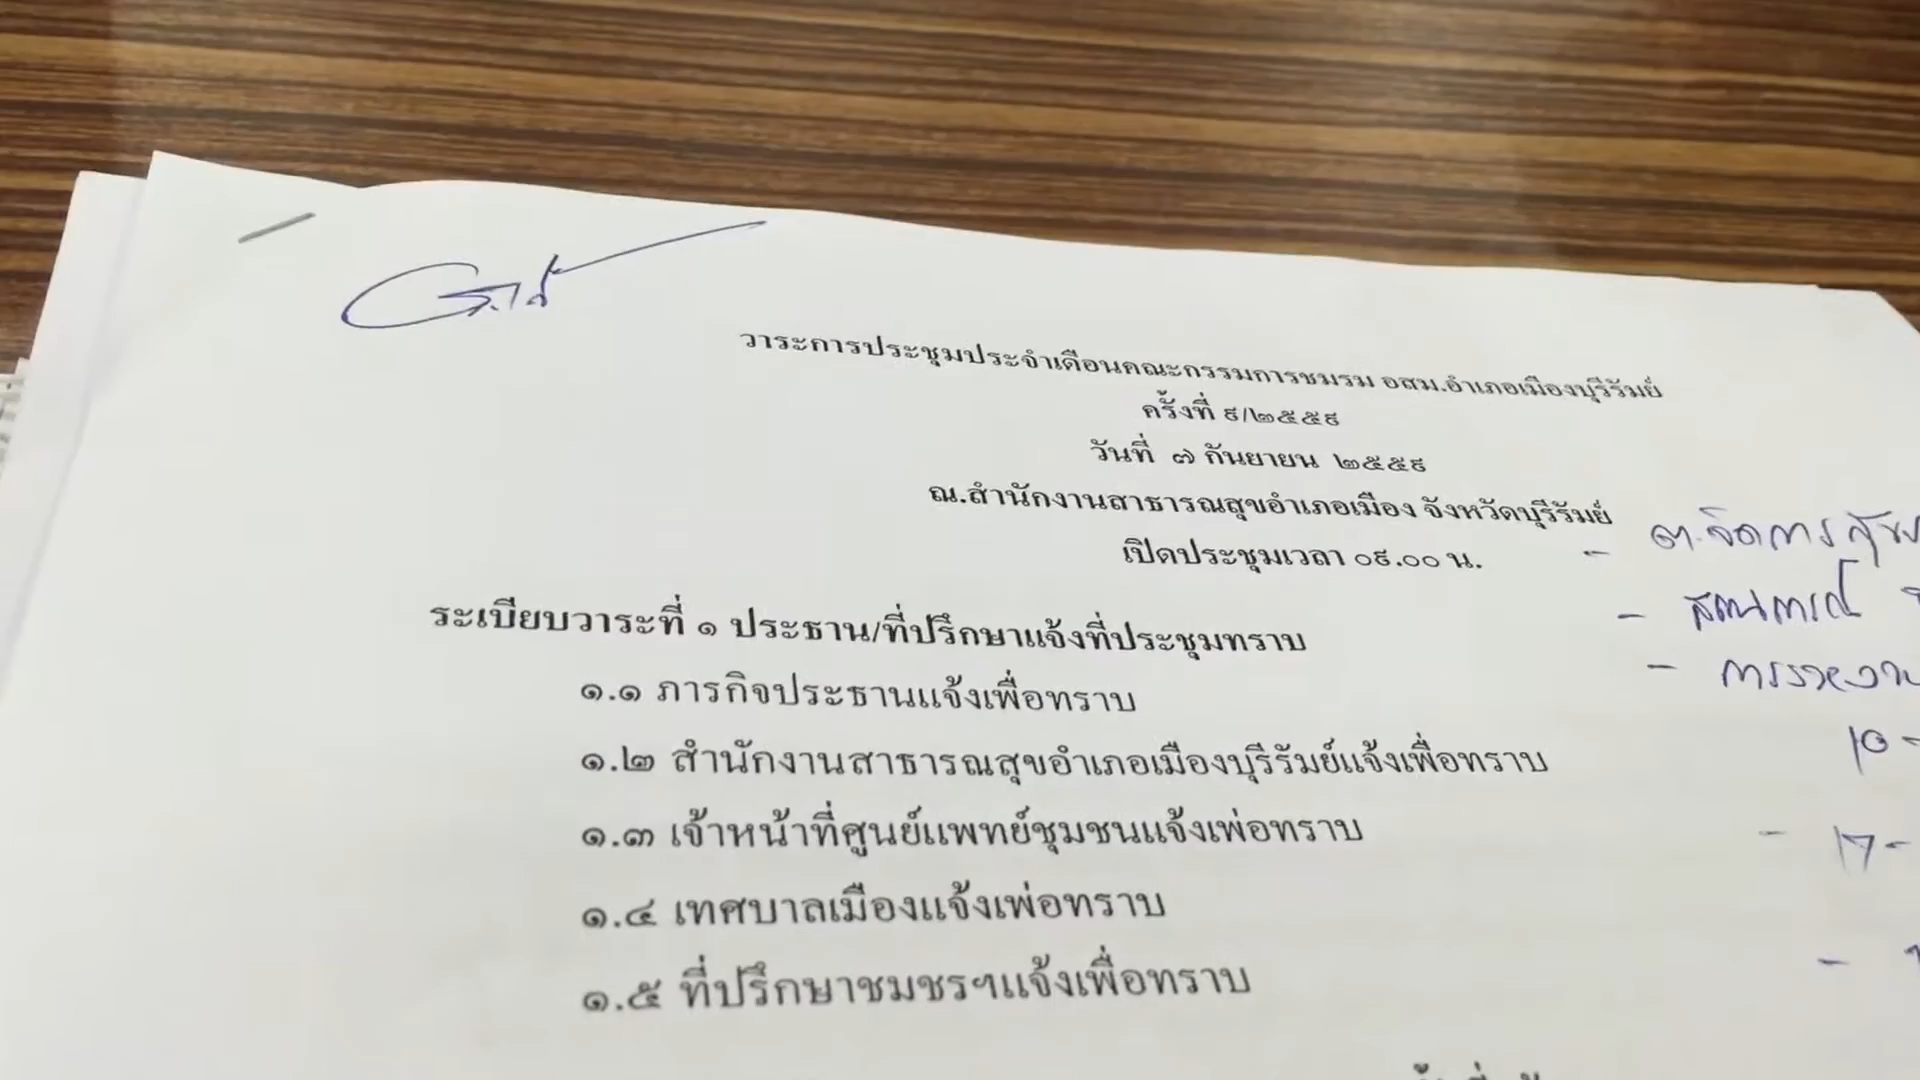 วาระการประชุมประจำเดือนคณะกรรมการชมรม อสม.อำเภอเมืองบุรีรัมย์
ครั้งที่ ๙/๒๕๕๙
วันที่ ๗ กันยายน ๒๕๕๙
ณ.สำนักงานสาธารณสุขอำเภอเมือง จังหวัดบุรีรัมย์
เปิดประชุมเวลา ๐๙.๐๐ น.
- ต.จัดการสุข
ระเบียบวาระที่ ๑ ประธาน/ที่ปรึกษาแจ้งที่ประชุมทราบ
๑.๑ ภารกิจประธานแจ้งเพื่อทราบ
๑.๒ สำนักงานสาธารณสุขอำเภอเมืองบุรีรัมย์แจ้งเพื่อทราบ
10-
๑.๓ เจ้าหน้าที่ศูนย์แพทย์ชุมชนแจ้งเพ่อทราบ
- 17-
๑.๔ เทศบาลเมืองแจ้งเพ่อทราบ
๑.๕ ที่ปรึกษาชมชรฯแจ้งเพื่อทราบ